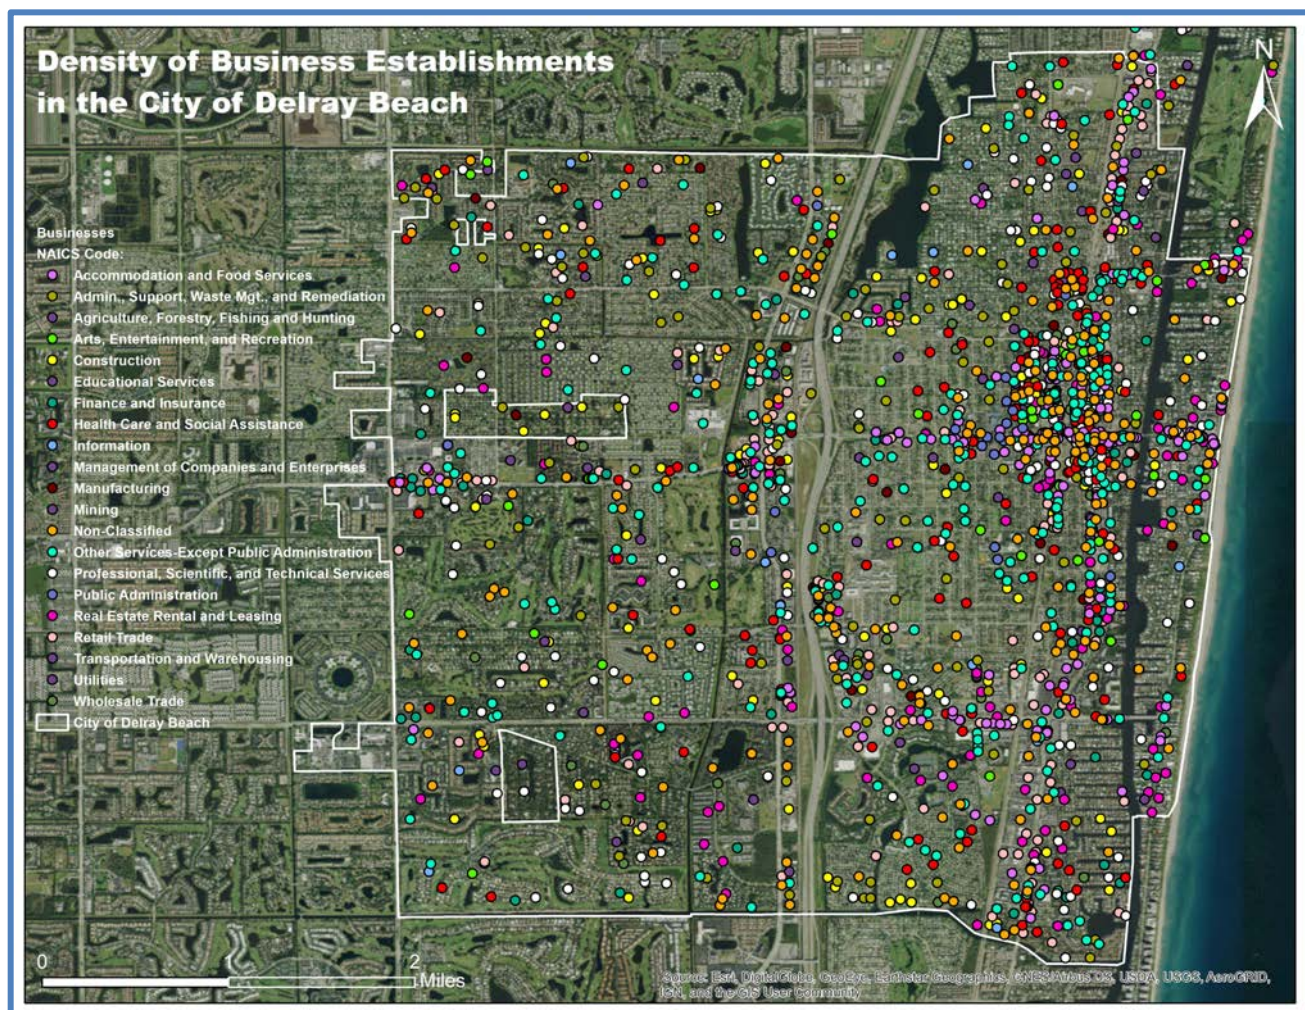 Density of Business Establishments
in the City of Delray Beach
N
Businesses
NAICS Code:
Accommodation and Food Services
Admin., Support, Waste Mgt., and Remediation
Agriculture, Forestry, Fishing and Hunting
Arts, Entertainment, and Recreation
Construction
Educational Services
Finance and Insurance
Health Care and Social Assistance
Information
Management of Companies and Enterprises
Manufacturing
Mining
Non-Classified
Other Services-Except Public Administration
Professional, Scientific, and Technical Services
Public Administration
Real Estate Rental and Leasing
Retail Trade
Transportation and Warehousing
Utilities
Wholesale Trade
City of Delray Beach
0 2
Miles
Source: Esri, DigitalGlobe, GeoEye, Earthstar Geographics, CNES/Airbus DS, USDA, USGS, AeroGRID,
IGN, and the GIS User Community